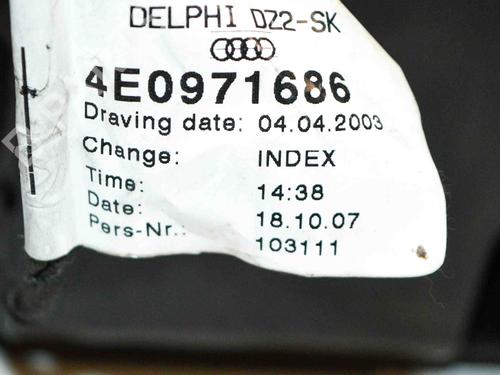 DELPHI DZ2-SK
4E0971686
Draving date: 04.04.2003
Change: INDEX
Time: 14:38
Date: 18.10.07
Pers-Nr.: 103111